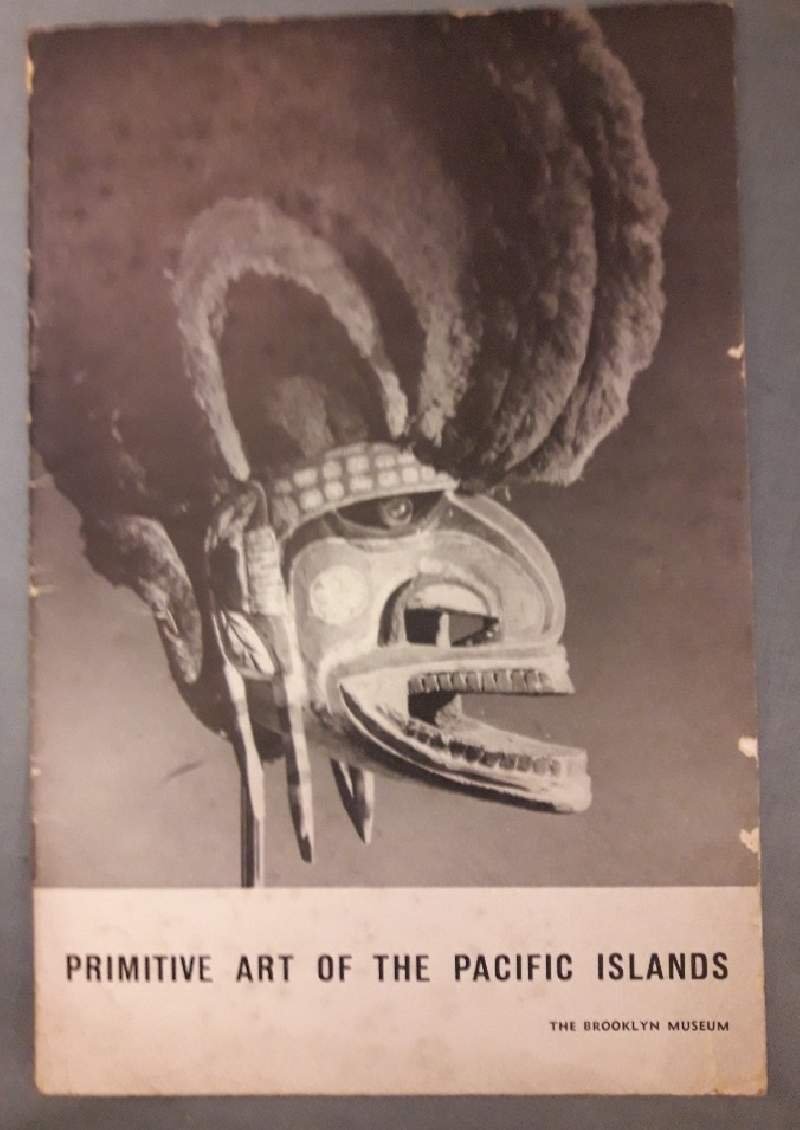 PRIMITIVE ART OF THE PACIFIC ISLANDS
THE BROOKLYN MUSEUM